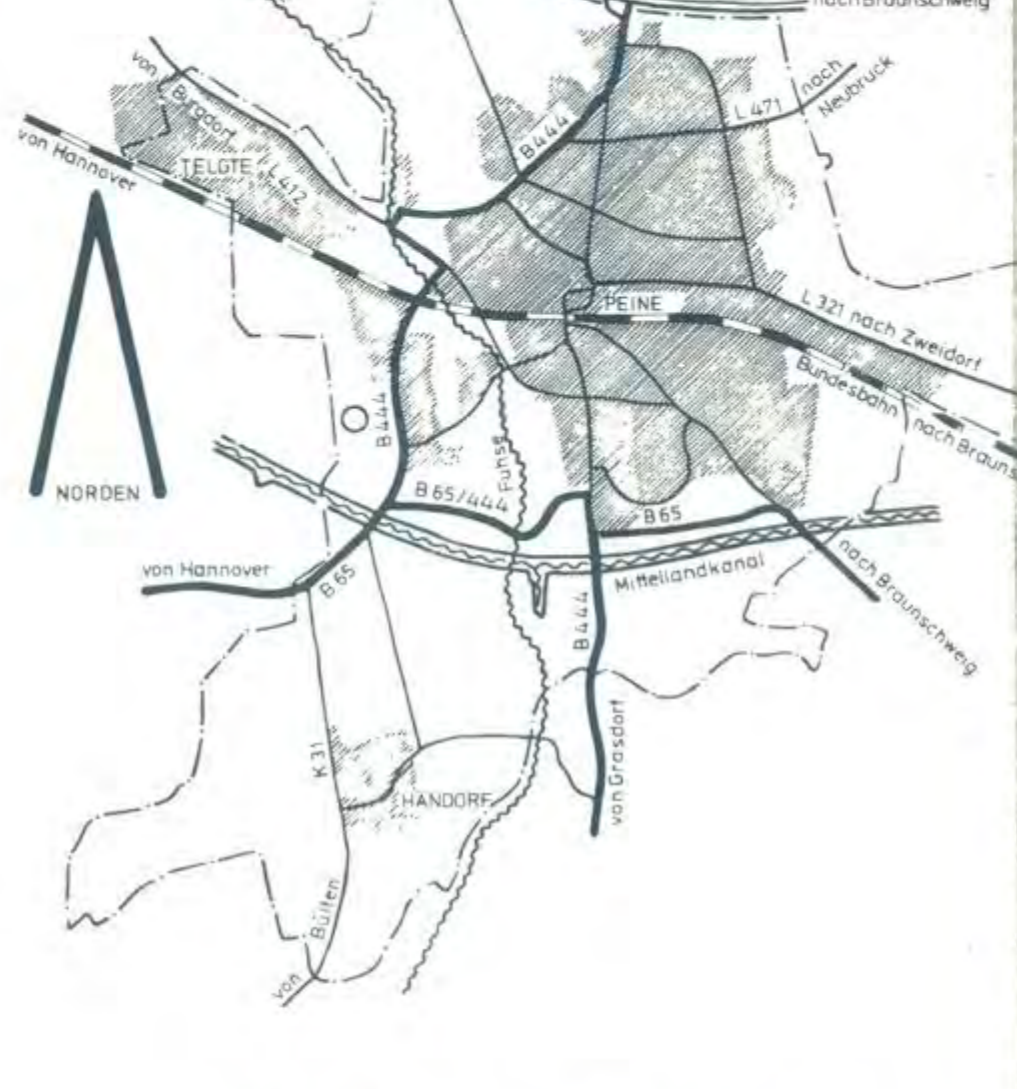 nach Braunschweig
von Burgdorf
L 412
TELGTE
von Hannover
B 444
L 471
nach Neubrück
PEINE
L 321 nach Zweidorf
Bundesbahn
nach Brauns
NORDEN
B 444
Fuhse
B 65/444
B 65
von Hannover
B 65
Mittellandkanal
nach Braunschweig
B 444
von Grasdorf
K 31
HANDORF
von Bülten